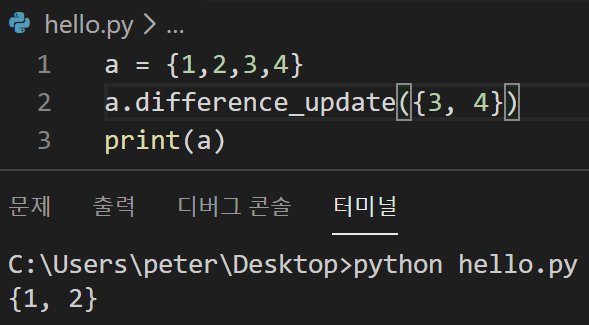 hello.py > ...
1 a = {1,2,3,4}
2 a.difference_update({3, 4})
3 print(a)
문제 출력 디버그 콘솔 터미널
C:\Users\peter\Desktop>python hello.py
{1, 2}